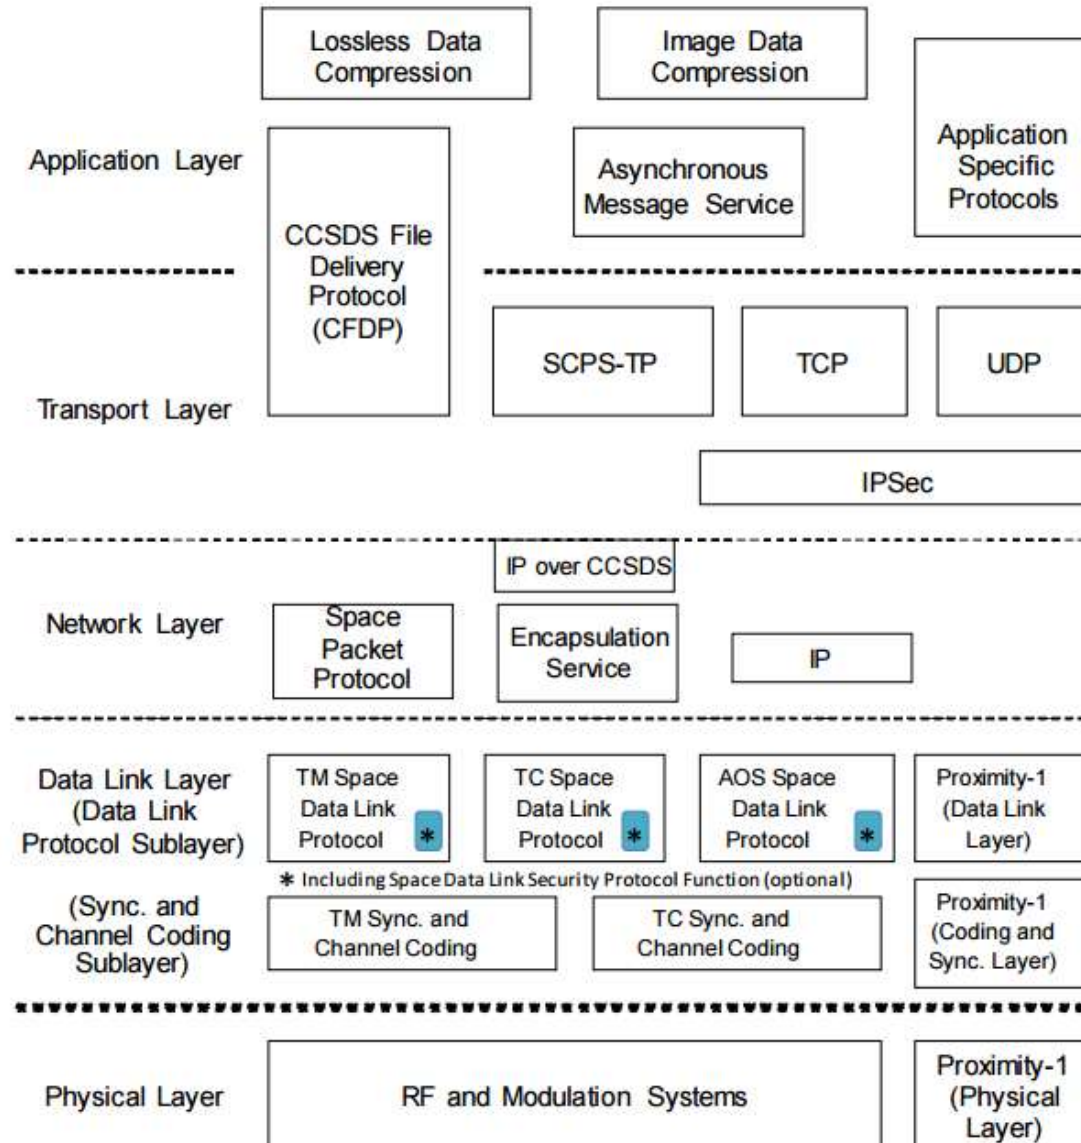 Lossless Data
Compression
Image Data
Compression
Application Layer
CCSDS File
Delivery
Protocol
(CFDP)
Asynchronous
Message Service
Application
Specific
Protocols
Transport Layer
SCPS-TP
TCP
UDP
IPSec
Network Layer
IP over CCSDS
Space
Packet
Protocol
Encapsulation
Service
IP
Data Link Layer
(Data Link
Protocol Sublayer)
TM Space
Data Link
Protocol *
TC Space
Data Link
Protocol *
AOS Space
Data Link
Protocol *
Proximity-1
(Data Link
Layer)
* Including Space Data Link Security Protocol Function (optional)
(Sync. and
Channel Coding
Sublayer)
TM Sync. and
Channel Coding
TC Sync. and
Channel Coding
Proximity-1
(Coding and
Sync. Layer)
Physical Layer
RF and Modulation Systems
Proximity-1
(Physical
Layer)